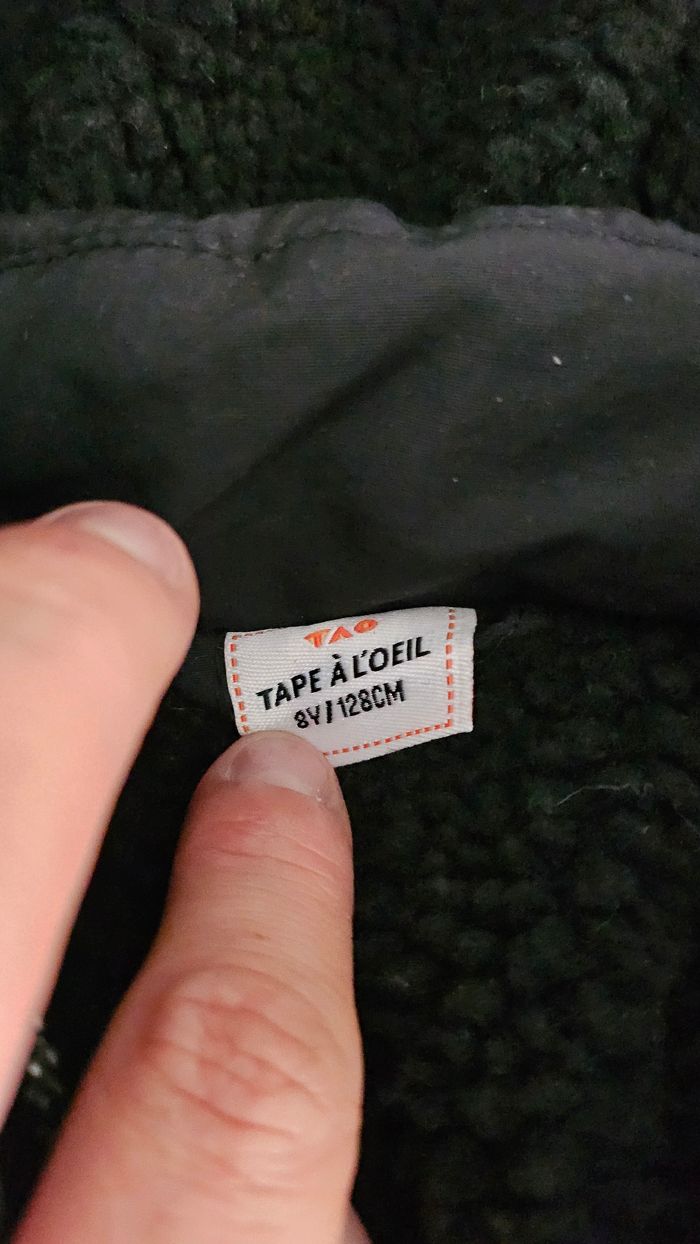 TAO
TAPE À L'OEIL
8Y/128CM